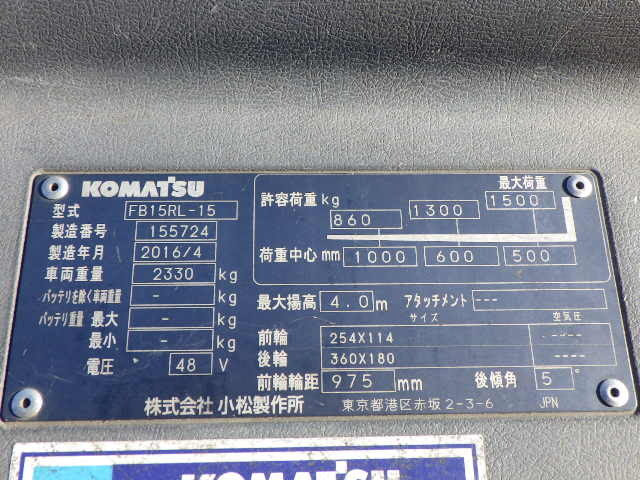 KOMATSU
型式 FB15RL-15
製造番号 155724
製造年月 2016/4
車両重量 2330 kg
バッテリを除く車両重量 - kg
バッテリ重量 最大 - kg
最小 - kg
電圧 48 V
最大荷重
許容荷重 kg 860 1300 1500
荷重中心 mm 1000 600 500
最大揚高 4.0 m アタッチメント ---
サイズ 空気圧
前輪 254X114 ----
後輪 360X180 ----
前輪輪距 975 mm 後傾角 5°
株式会社 小松製作所 東京都港区赤坂2-3-6 JPN
KOMATSU